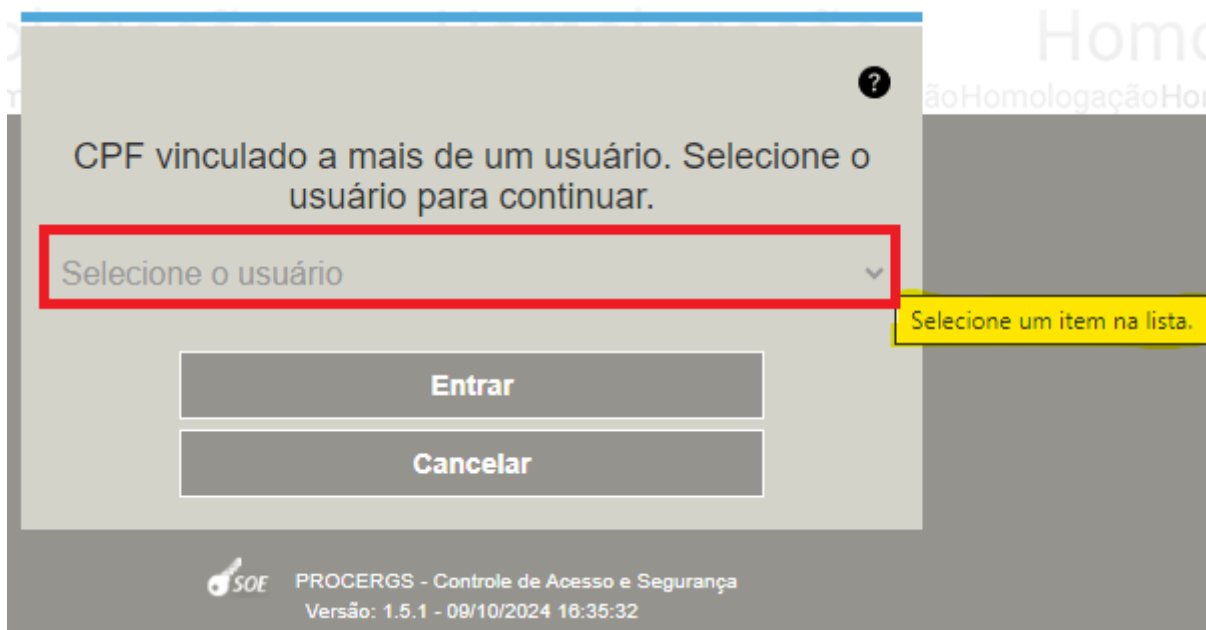 Homo
ãoHomologaçãoHor
?
CPF vinculado a mais de um usuário. Selecione o
usuário para continuar.
Selecione o usuário
Selecione um item na lista.
Entrar
Cancelar
SOE
PROCERGS - Controle de Acesso e Segurança
Versão: 1.5.1 - 09/10/2024 16:35:32